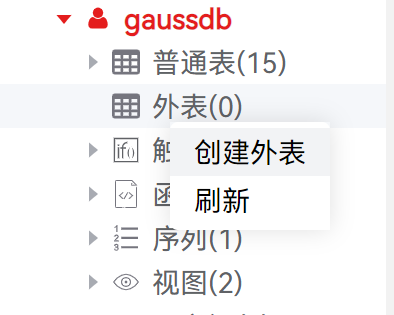 gaussdb
普通表(15)
外表(0)
创建外表
刷新
序列(1)
视图(2)